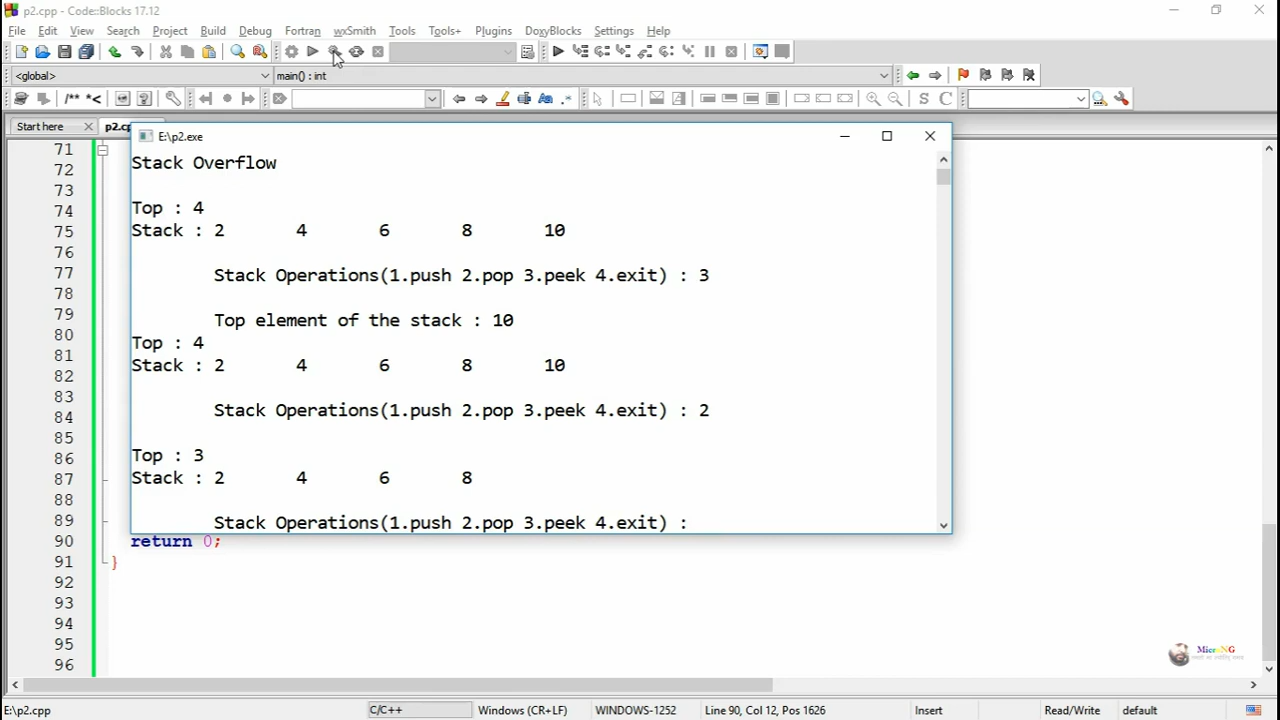 p2.cpp - Code::Blocks 17.12
File Edit View Search Project Build Debug Fortran wxSmith Tools Tools+ Plugins DoxyBlocks Settings Help
<global> main() : int
/** *<
S C
Start here p2.cp
E:\p2.exe
71
72
73
74
75
76
77
78
79
80
81
82
83
84
85
86
87
88
89
Stack Overflow
Top : 4
Stack : 2 4 6 8 10
Stack Operations(1.push 2.pop 3.peek 4.exit) : 3
Top element of the stack : 10
Top : 4
Stack : 2 4 6 8 10
Stack Operations(1.push 2.pop 3.peek 4.exit) : 2
Top : 3
Stack : 2 4 6 8
Stack Operations(1.push 2.pop 3.peek 4.exit) :
90 return 0;
91 }
92
93
94
95
96
MicroNG
E:\p2.cpp C/C++ Windows (CR+LF) WINDOWS-1252 Line 90, Col 12, Pos 1626 Insert Read/Write default